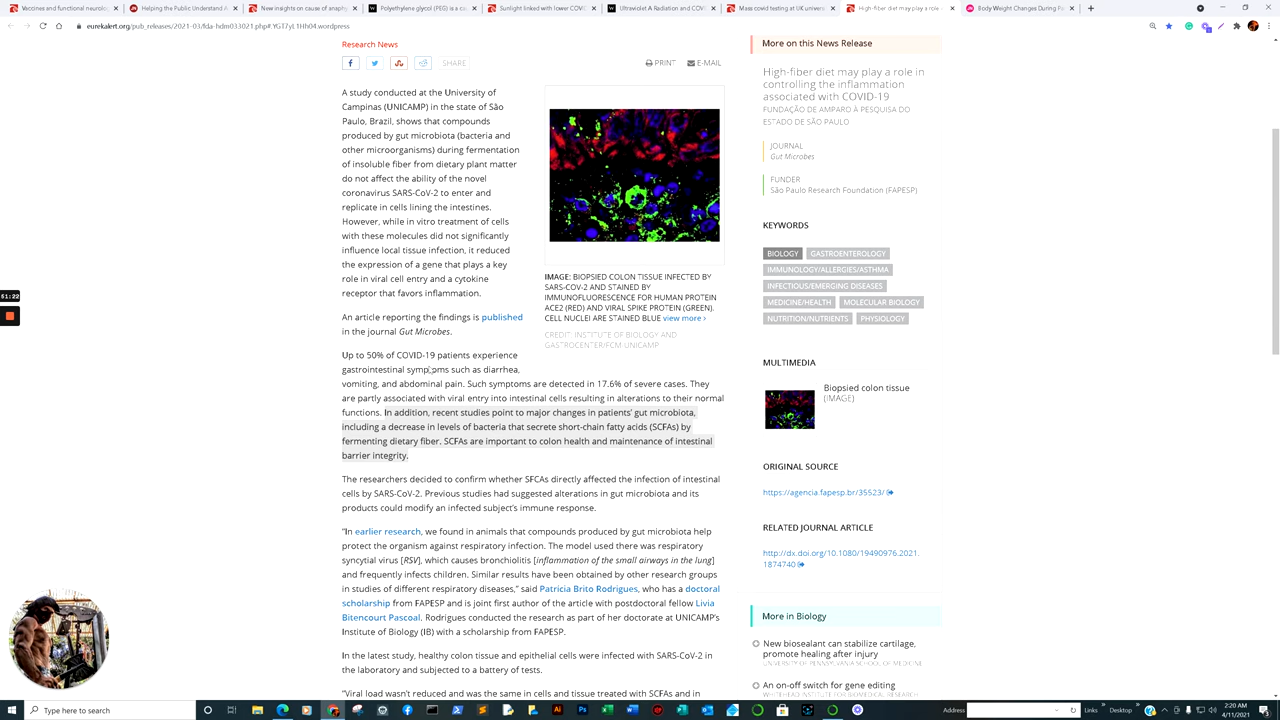 Vaccines and functional neurolog
Helping the Public Understand A
New insights on cause of anaphy
Polyethylene glycol (PEG) is a cau
Sunlight linked with lower COVI
Ultraviolet A Radiation and COVI
Mass covid testing at UK univers
High-fiber diet may play a role i
Body Weight Changes During Pa
eurekalert.org/pub_releases/2021-03/fda-hdm033021.php#.YGT7yL1Hh04.wordpress
Research News
SHARE
PRINT
E-MAIL
A study conducted at the University of
Campinas (UNICAMP) in the state of São
Paulo, Brazil, shows that compounds
produced by gut microbiota (bacteria and
other microorganisms) during fermentation
of insoluble fiber from dietary plant matter
do not affect the ability of the novel
coronavirus SARS-CoV-2 to enter and
replicate in cells lining the intestines.
However, while in vitro treatment of cells
with these molecules did not significantly
influence local tissue infection, it reduced
the expression of a gene that plays a key
role in viral cell entry and a cytokine
receptor that favors inflammation.
IMAGE: BIOPSIED COLON TISSUE INFECTED BY
SARS-COV-2 AND STAINED BY
IMMUNOFLUORESCENCE FOR HUMAN PROTEIN
ACE2 (RED) AND VIRAL SPIKE PROTEIN (GREEN).
CELL NUCLEI ARE STAINED BLUE view more ›
CREDIT: INSTITUTE OF BIOLOGY AND
GASTROCENTER/FCM UNICAMP
An article reporting the findings is published
in the journal Gut Microbes.
Up to 50% of COVID-19 patients experience
gastrointestinal symptoms such as diarrhea,
vomiting, and abdominal pain. Such symptoms are detected in 17.6% of severe cases. They
are partly associated with viral entry into intestinal cells resulting in alterations to their normal
functions. In addition, recent studies point to major changes in patients' gut microbiota,
including a decrease in levels of bacteria that secrete short-chain fatty acids (SCFAs) by
fermenting dietary fiber. SCFAs are important to colon health and maintenance of intestinal
barrier integrity.
The researchers decided to confirm whether SFCAs directly affected the infection of intestinal
cells by SARS-CoV-2. Previous studies had suggested alterations in gut microbiota and its
products could modify an infected subject's immune response.
"In earlier research, we found in animals that compounds produced by gut microbiota help
protect the organism against respiratory infection. The model used there was respiratory
syncytial virus [RSV], which causes bronchiolitis [inflammation of the small airways in the lung]
and frequently infects children. Similar results have been obtained by other research groups
in studies of different respiratory diseases," said Patrícia Brito Rodrigues, who has a doctoral
scholarship from FAPESP and is joint first author of the article with postdoctoral fellow Livia
Bitencourt Pascoal. Rodrigues conducted the research as part of her doctorate at UNICAMP's
Institute of Biology (IB) with a scholarship from FAPESP.
In the latest study, healthy colon tissue and epithelial cells were infected with SARS-CoV-2 in
the laboratory and subjected to a battery of tests.
"Viral load wasn't reduced and was the same in cells and tissue treated with SCFAs and in
More on this News Release
High-fiber diet may play a role in
controlling the inflammation
associated with COVID-19
FUNDAÇÃO DE AMPARO À PESQUISA DO
ESTADO DE SÃO PAULO
JOURNAL
Gut Microbes
FUNDER
São Paulo Research Foundation (FAPESP)
KEYWORDS
BIOLOGY GASTROENTEROLOGY
IMMUNOLOGY/ALLERGIES/ASTHMA
INFECTIOUS/EMERGING DISEASES
MEDICINE/HEALTH MOLECULAR BIOLOGY
NUTRITION/NUTRIENTS PHYSIOLOGY
MULTIMEDIA
Biopsied colon tissue
(IMAGE)
ORIGINAL SOURCE
https://agencia.fapesp.br/35523/
RELATED JOURNAL ARTICLE
http://dx.doi.org/10.1080/19490976.2021.
1874740
More in Biology
New biosealant can stabilize cartilage,
promote healing after injury
UNIVERSITY OF PENNSYLVANIA SCHOOL OF MEDICINE
An on-off switch for gene editing
WHITEHEAD INSTITUTE FOR BIOMEDICAL RESEARCH
51:22
Type here to search
Address
Links
Desktop
2:20 AM
4/11/2021